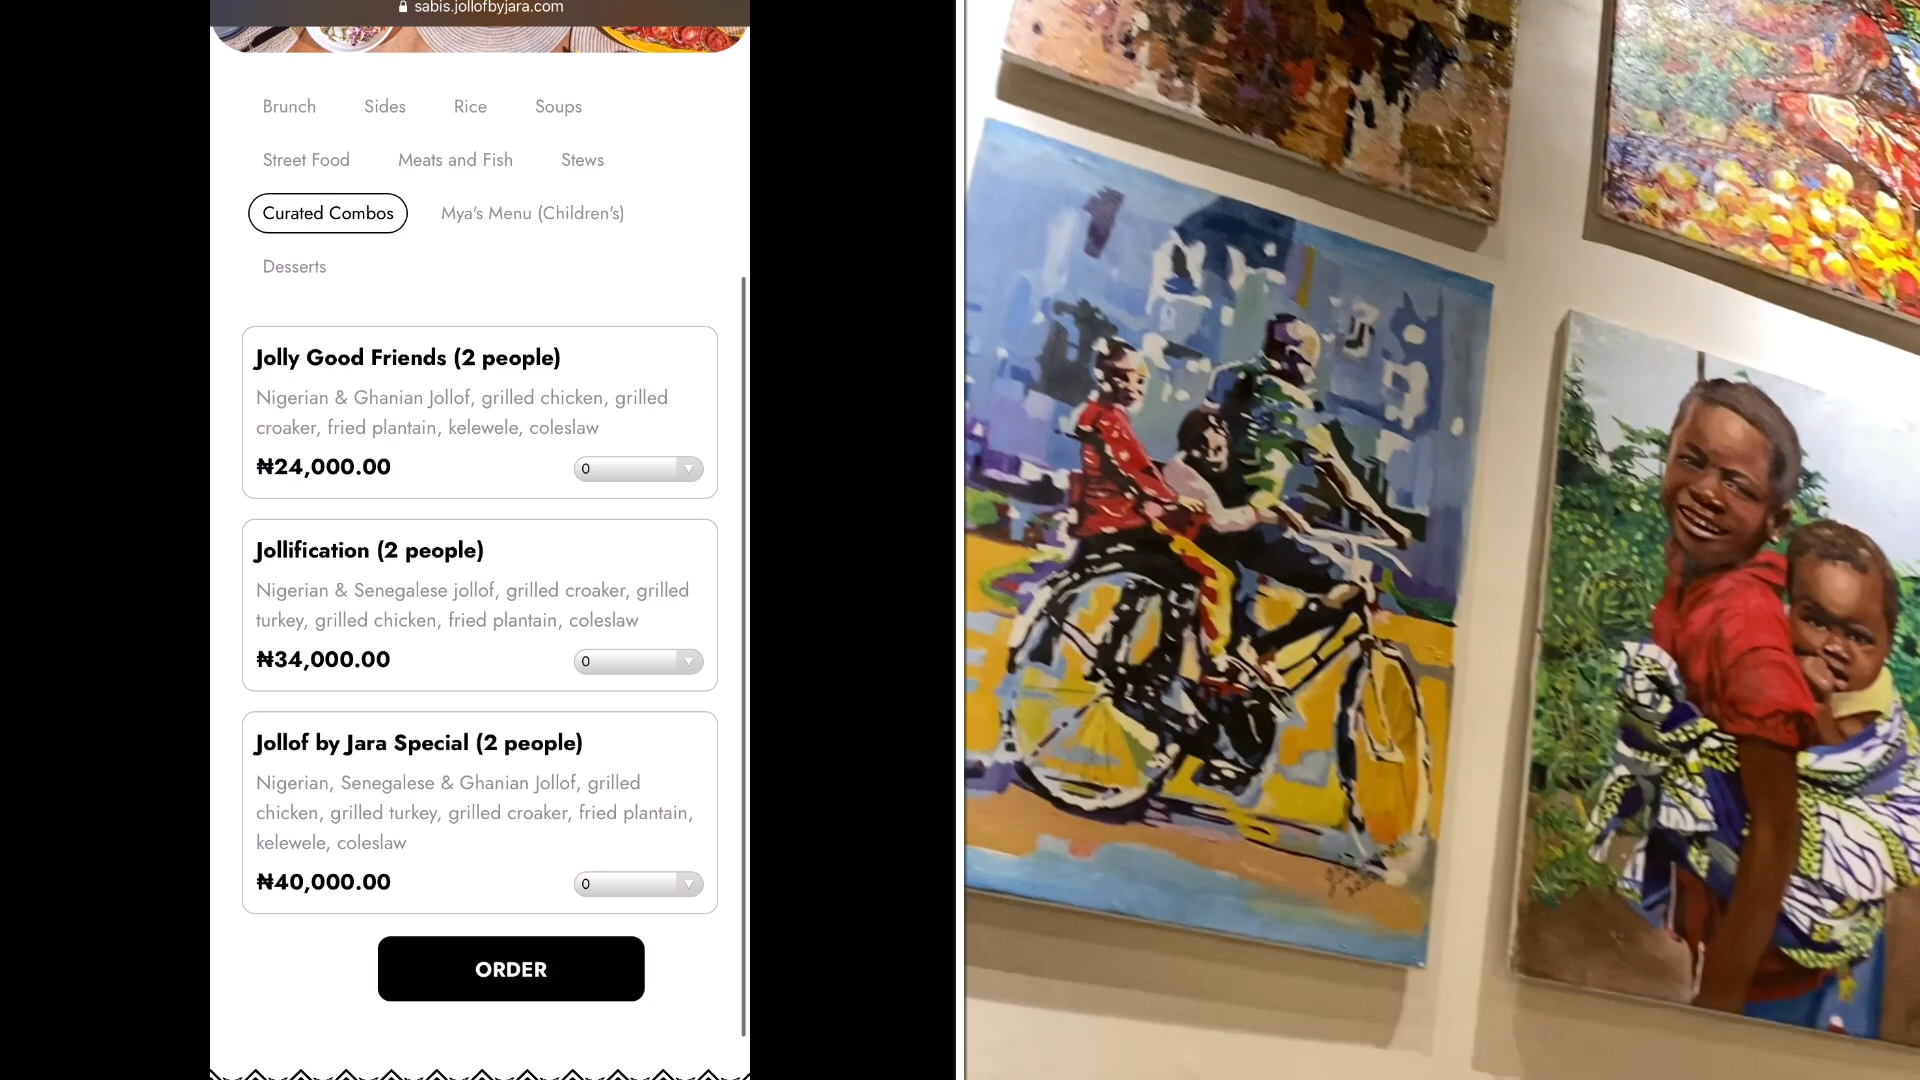 sabis.jollofbyjara.com
Brunch Sides Rice Soups
Street Food Meats and Fish Stews
Curated Combos Mya's Menu (Children's)
Desserts
Jolly Good Friends (2 people)
Nigerian & Ghanian Jollof, grilled chicken, grilled
croaker, fried plantain, kelewele, coleslaw
₦24,000.00 0
Jollification (2 people)
Nigerian & Senegalese jollof, grilled croaker, grilled
turkey, grilled chicken, fried plantain, coleslaw
₦34,000.00 0
Jollof by Jara Special (2 people)
Nigerian, Senegalese & Ghanian Jollof, grilled
chicken, grilled turkey, grilled croaker, fried plantain,
kelewele, coleslaw
₦40,000.00 0
ORDER